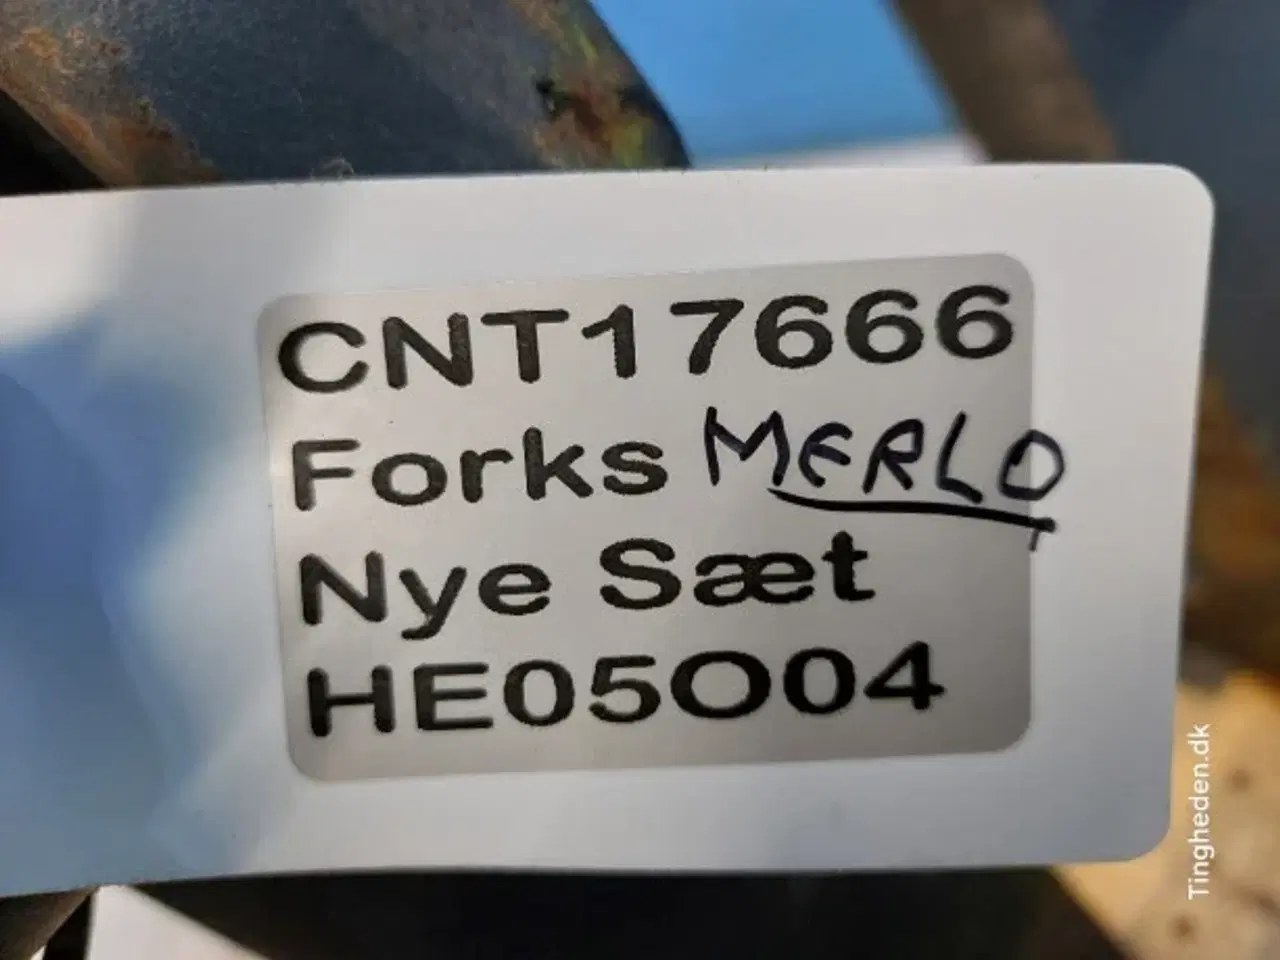 CNT17666
Forks MERLO
Nye Sæt
HE05O04
Tingheden.dk